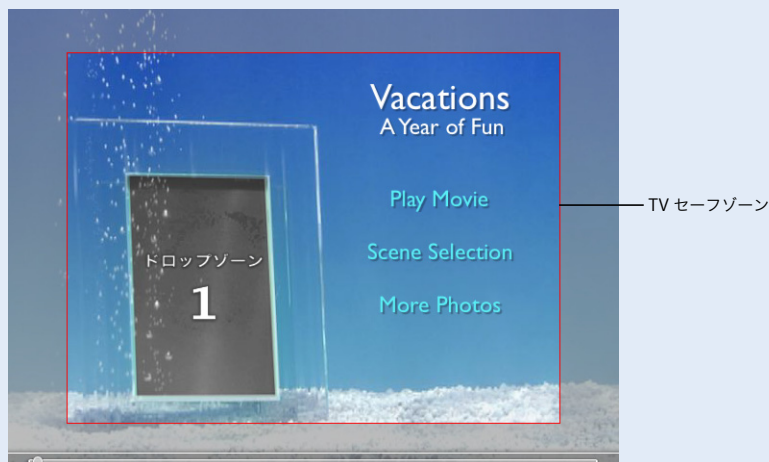 Vacations
A Year of Fun
Play Movie
TV セーフゾーン
Scene Selection
ドロップゾーン
1
More Photos